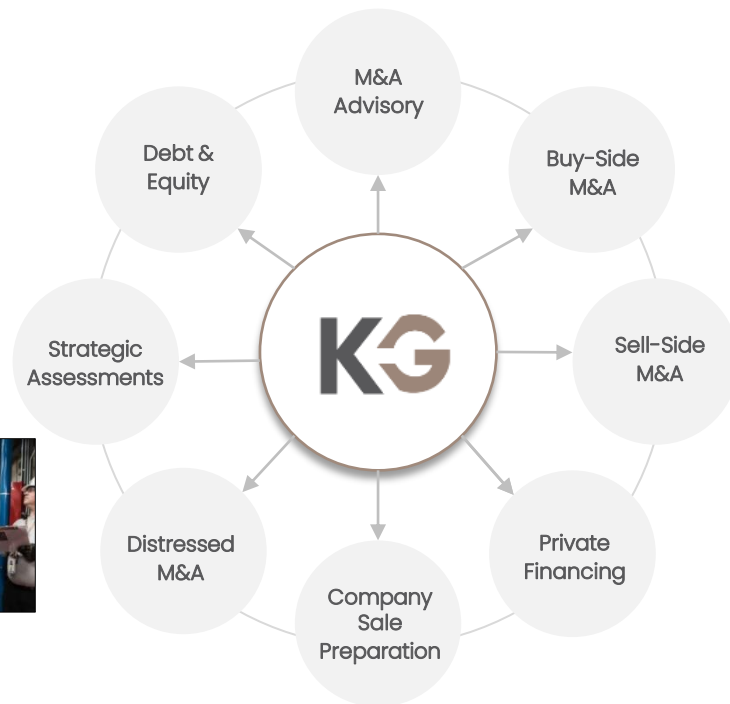 M&A
Advisory
Debt &
Equity
Buy-Side
M&A
Strategic
Assessments
KG
Sell-Side
M&A
Distressed
M&A
Private
Financing
Company
Sale
Preparation